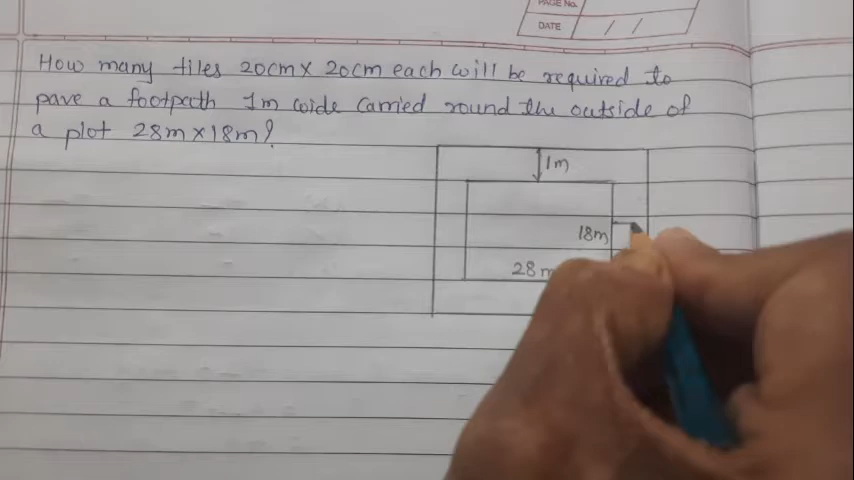 PAGE No.
DATE / /
How many tiles 20cm x 20cm each will be required to
pave a footpath 1m wide carried round the outside of
a plot 28m x 18m?
1m
18m
28m